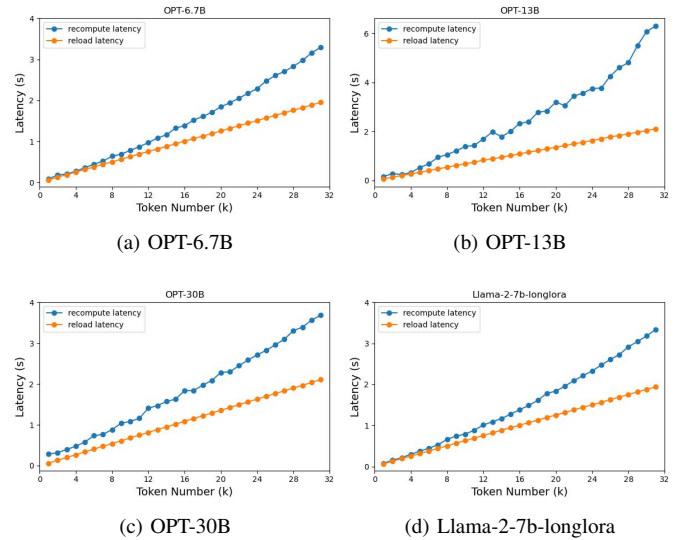 OPT-6.7B
4
3
2
1
0
Latency (s)
recompute latency
reload latency
0 4 8 12 16 20 24 28 32
Token Number (k)
(a) OPT-6.7B
OPT-13B
6
4
2
0
Latency (s)
recompute latency
reload latency
0 4 8 12 16 20 24 28 32
Token Number (k)
(b) OPT-13B
OPT-30B
4
3
2
1
0
Latency (s)
recompute latency
reload latency
0 4 8 12 16 20 24 28 32
Token Number (k)
(c) OPT-30B
Llama-2-7b-longlora
4
3
2
1
0
Latency (s)
recompute latency
reload latency
0 4 8 12 16 20 24 28 32
Token Number (k)
(d) Llama-2-7b-longlora